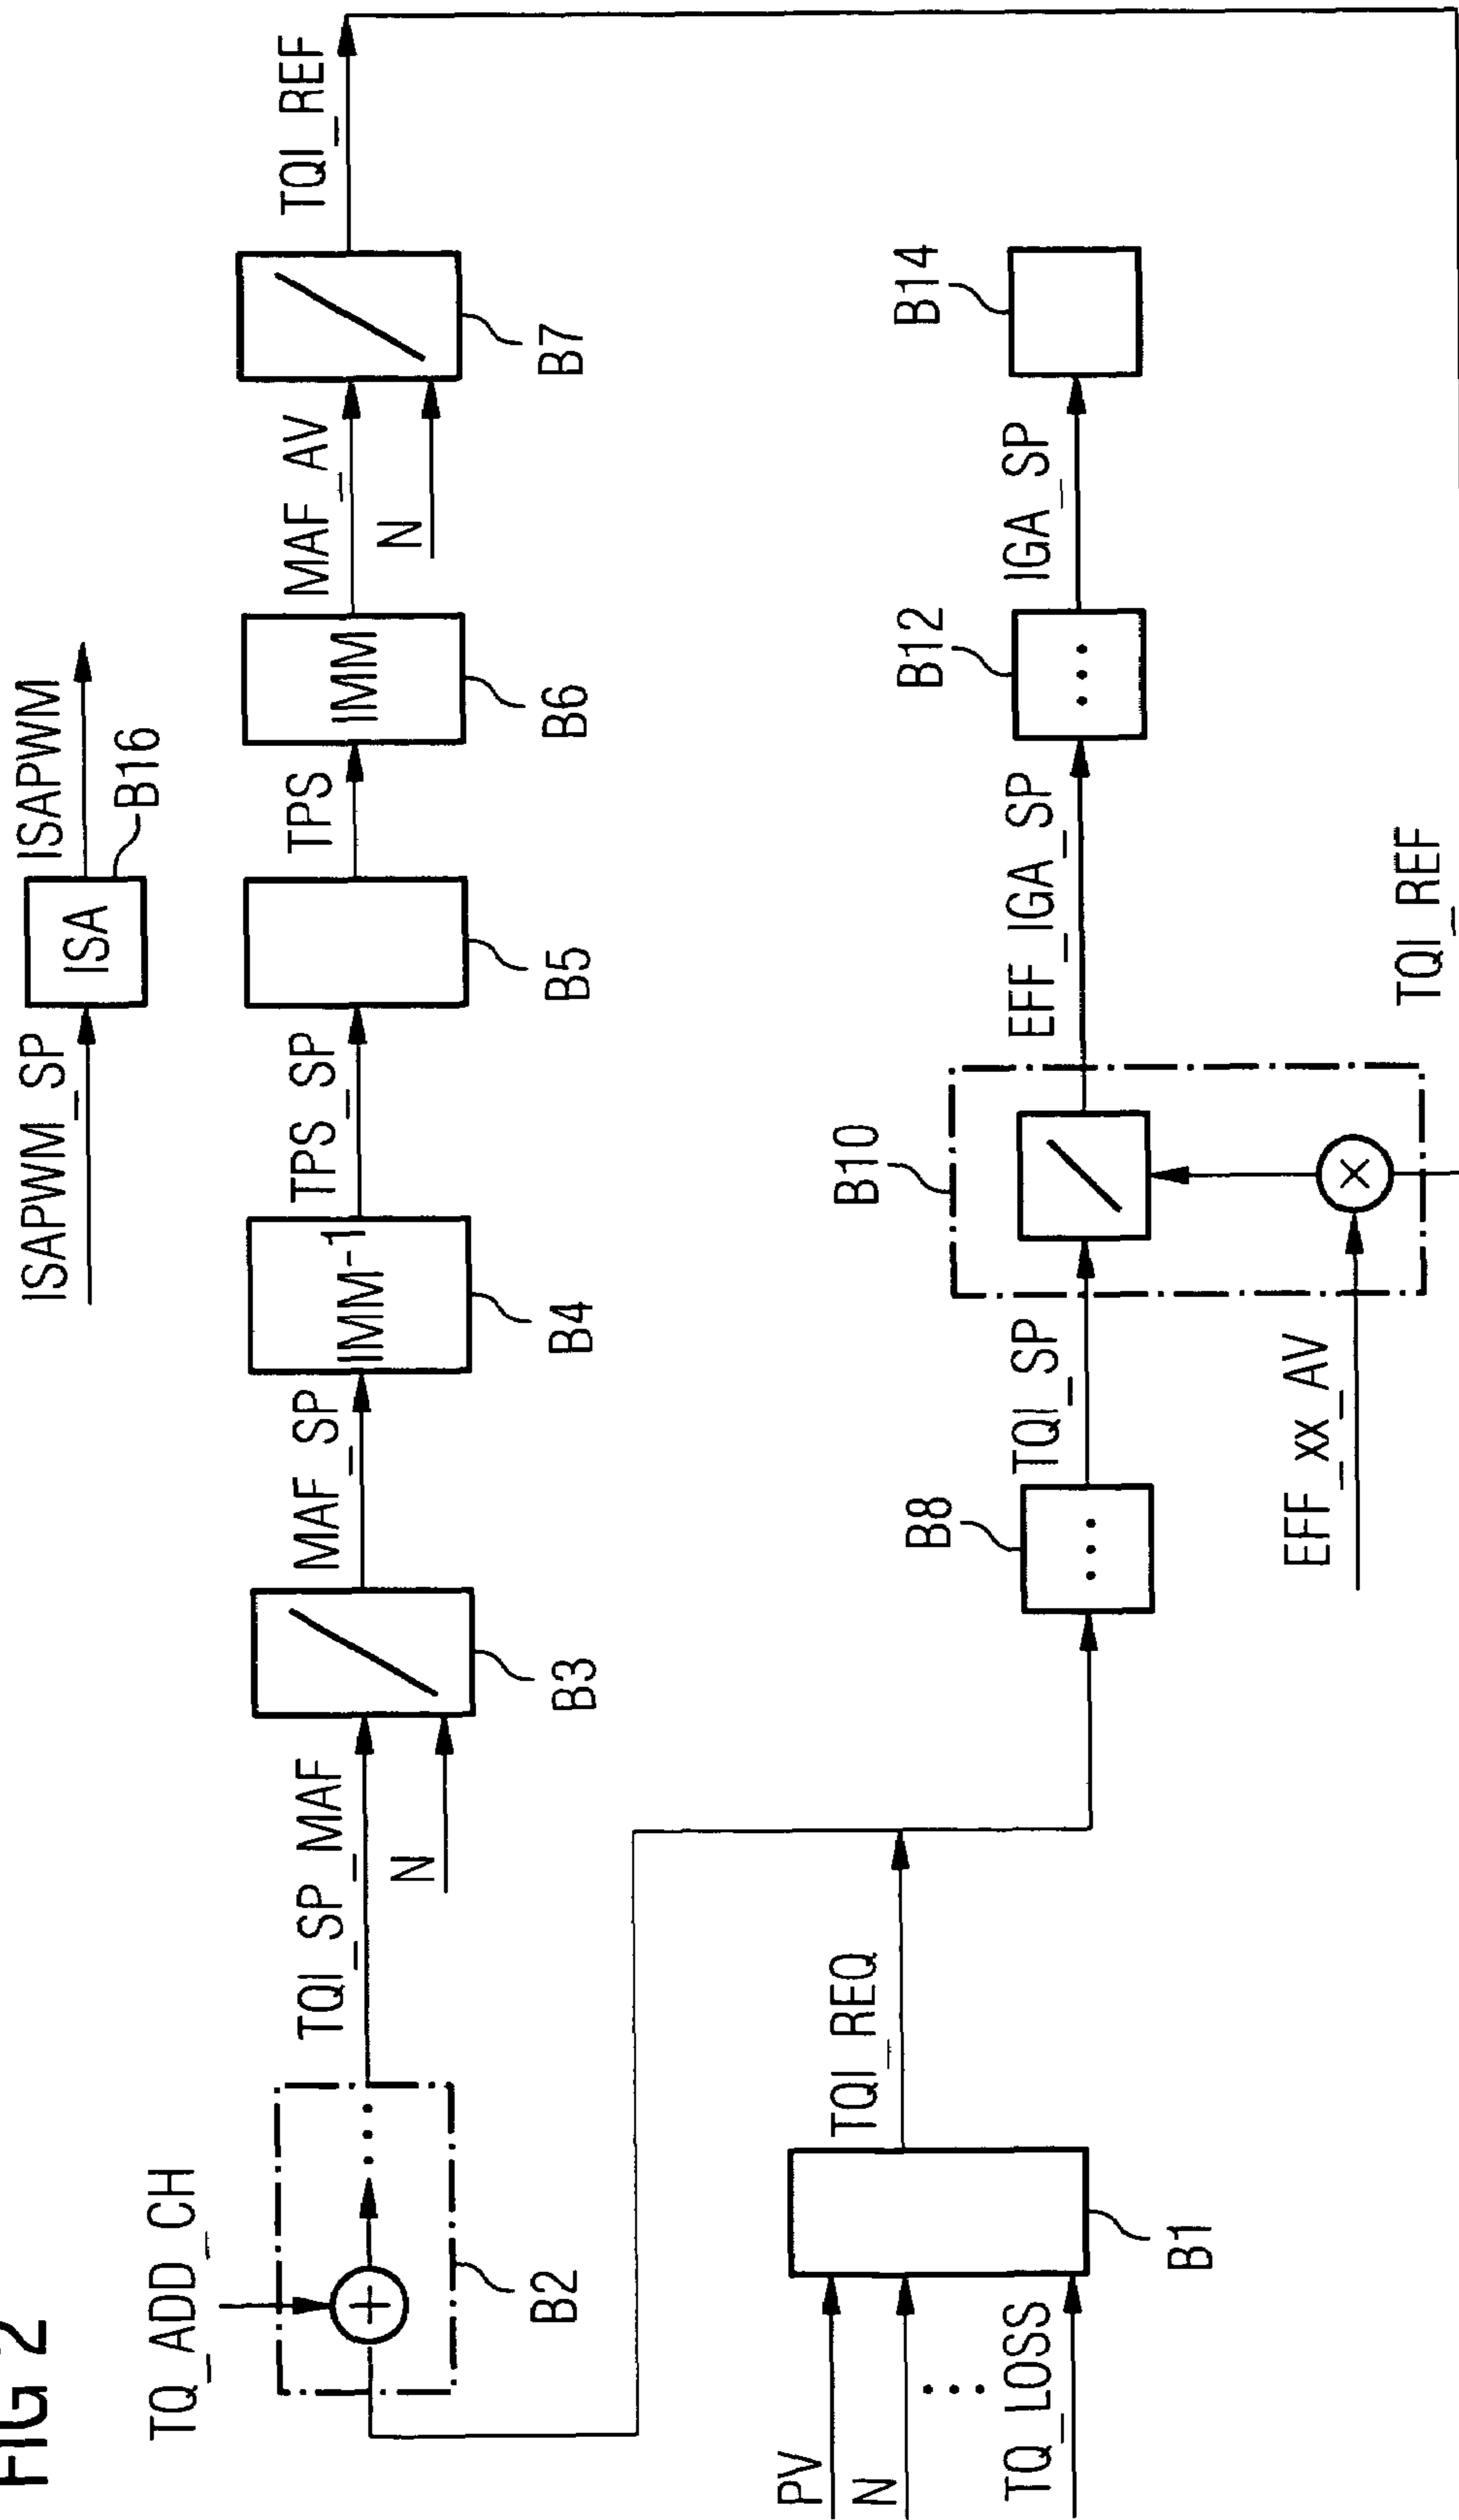 FIG 2
ISAPWM_SP
ISA
ISAPWM
B16
TQ_ADD_CH
B2
TQI_SP_MAF
N
B3
MAF_SP
IMM-1
B4
TPS_SP
B5
TPS
IMM
B6
MAF_AV
N
B7
TQI_REF
PV
N
TQ_LOSS
B1
TQI_REQ
B8
TQI_SP
B10
EFF_XX_AV
EFF_IGA_SP
B12
IGA_SP
B14
TQI_REF